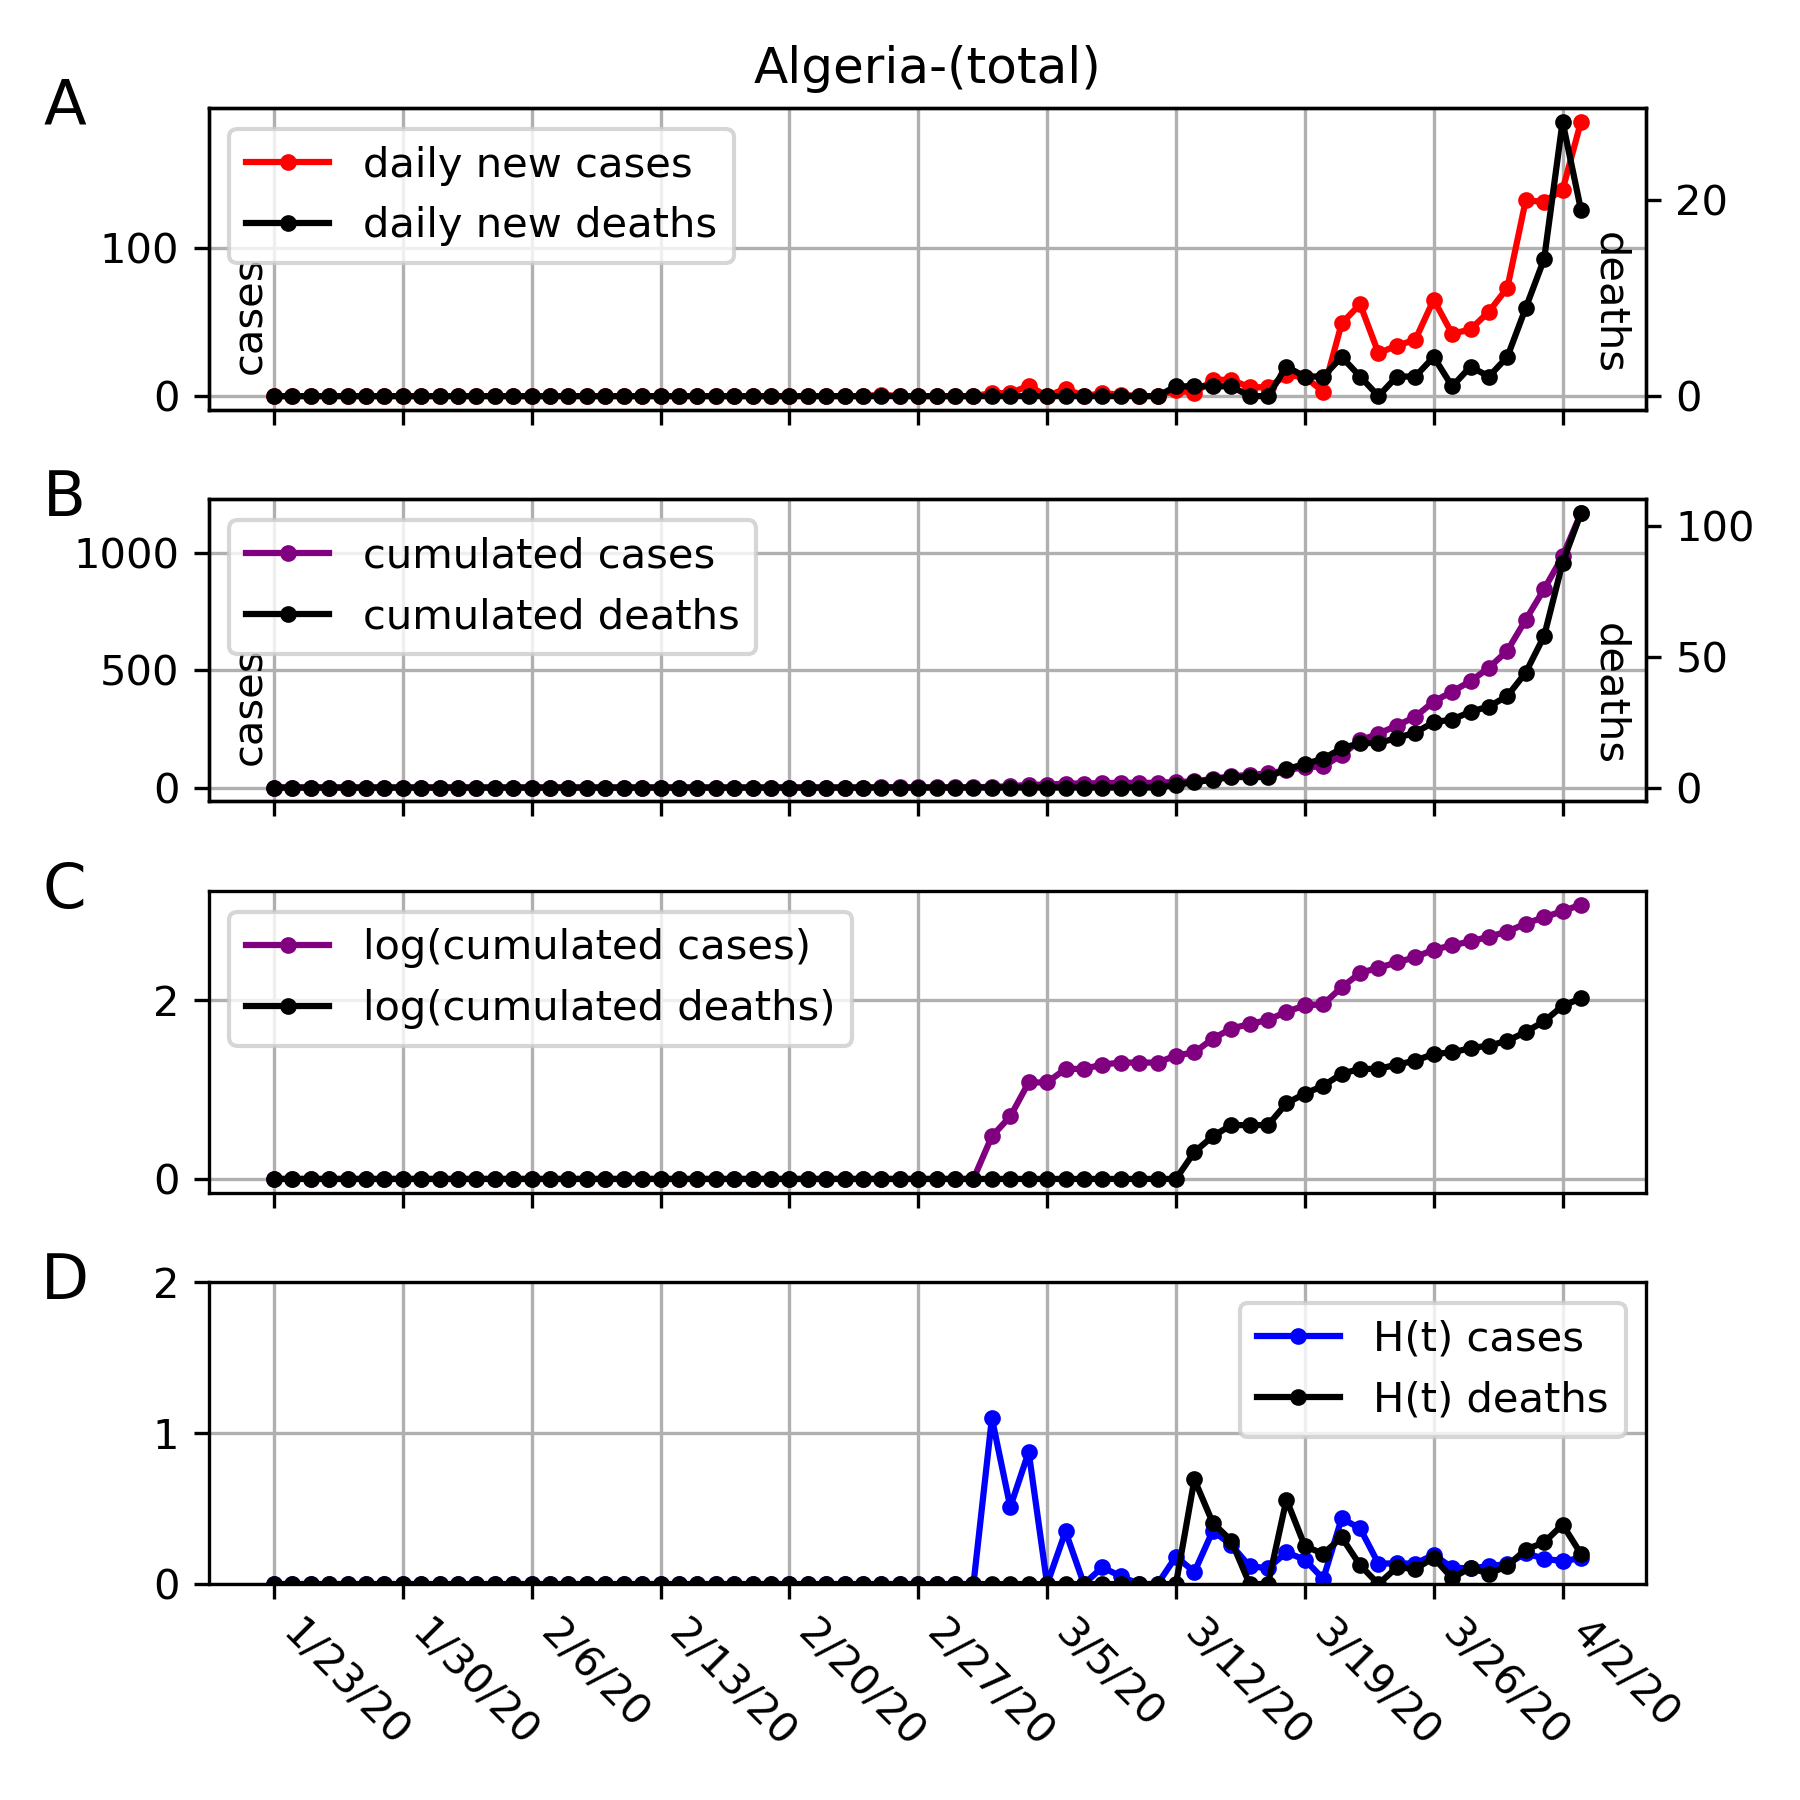 Algeria-(total)
A
daily new cases
daily new deaths
100
0
cases
20
0
deaths
B
cumulated cases
cumulated deaths
1000
500
0
cases
100
50
0
deaths
C
log(cumulated cases)
log(cumulated deaths)
2
0
D
H(t) cases
H(t) deaths
2
1
0
1/23/20
1/30/20
2/6/20
2/13/20
2/20/20
2/27/20
3/5/20
3/12/20
3/19/20
3/26/20
4/2/20